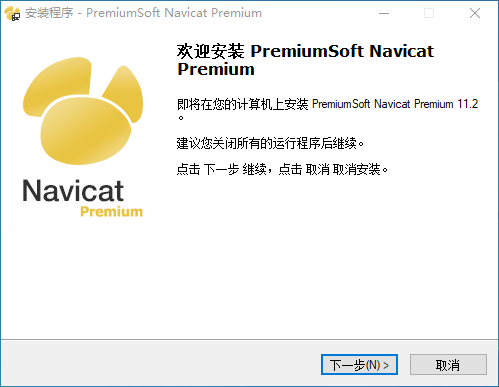 安装程序 - PremiumSoft Navicat Premium
欢迎安装 PremiumSoft Navicat
Premium
即将在您的计算机上安装 PremiumSoft Navicat Premium 11.2
。
建议您关闭所有的运行程序后继续。
点击 下一步 继续，点击 取消 取消安装。
Navicat
Premium
下一步(N) >
取消